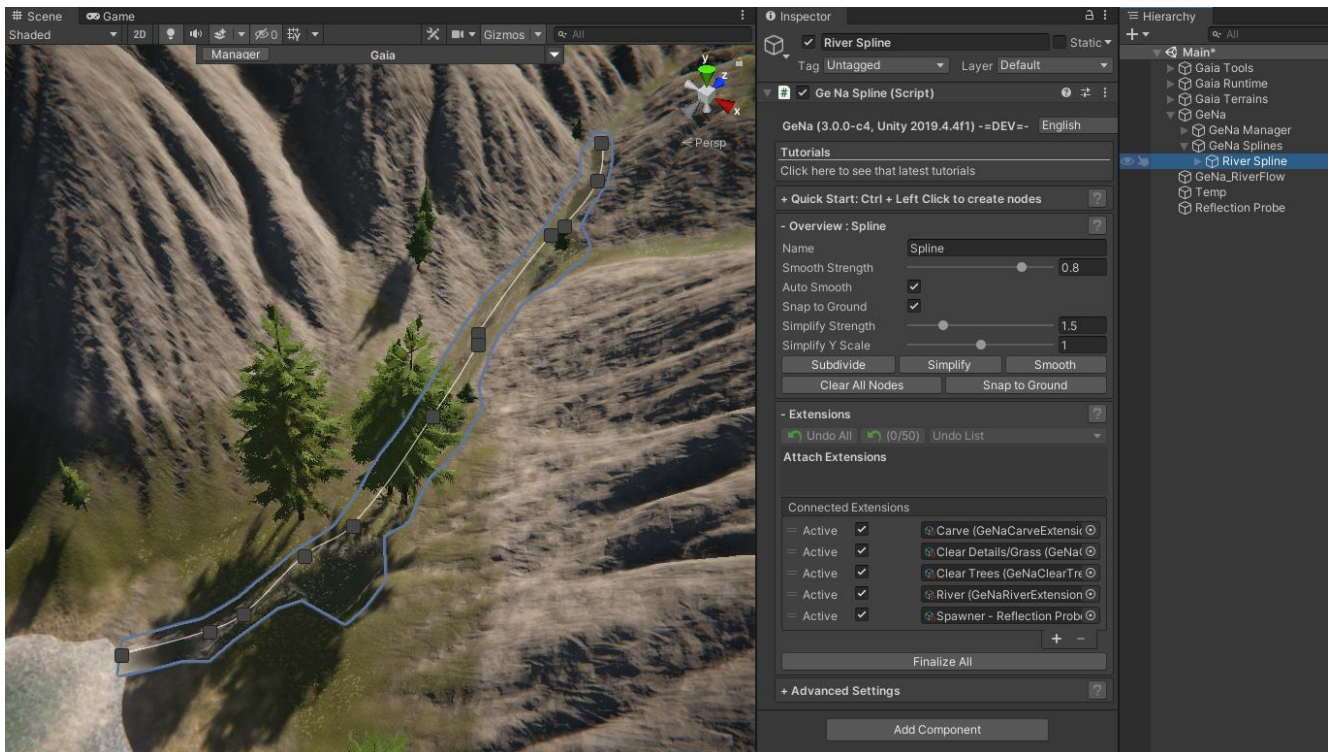 Scene Game
Shaded 2D 0 Gizmos All
Manager Gaia
y
z
x
Persp
Inspector
River Spline Static
Tag Untagged Layer Default
# Ge Na Spline (Script)
GeNa (3.0.0-c4, Unity 2019.4.4f1) -=DEV=- English
Tutorials
Click here to see that latest tutorials
+ Quick Start: Ctrl + Left Click to create nodes ?
- Overview : Spline ?
Name Spline
Smooth Strength 0.8
Auto Smooth
Snap to Ground
Simplify Strength 1.5
Simplify Y Scale 1
Subdivide Simplify Smooth
Clear All Nodes Snap to Ground
- Extensions ?
Undo All (0/50) Undo List
Attach Extensions
Connected Extensions
Active Carve (GeNaCarveExtensic
Active Clear Details/Grass (GeNa(
Active Clear Trees (GeNaClearTre
Active River (GeNaRiverExtension
Active Spawner - Reflection Prob
+ -
Finalize All
+ Advanced Settings ?
Add Component
Hierarchy
+ All
Main*
Gaia Tools
Gaia Runtime
Gaia Terrains
GeNa
GeNa Manager
GeNa Splines
River Spline
GeNa_RiverFlow
Temp
Reflection Probe